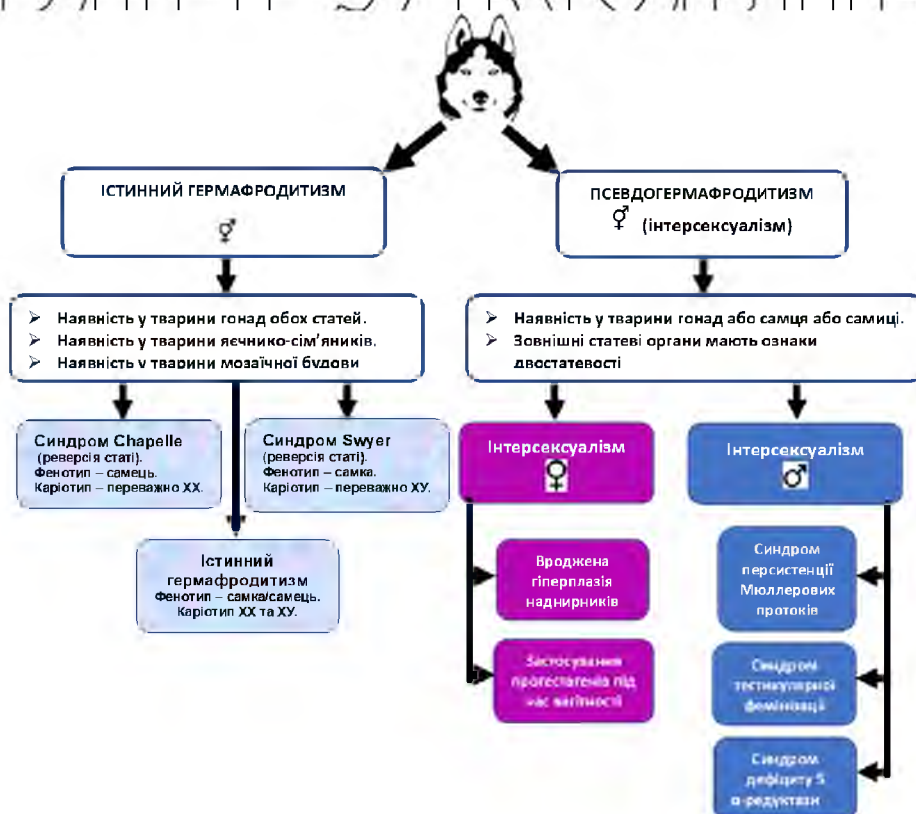 ІСТИННИЙ ГЕРМАФРОДИТИЗМ
⚥
ПСЕВДОГЕРМАФРОДИТИЗМ
⚥ (інтерсексуалізм)
➢ Наявність у тварини гонад обох статей.
➢ Наявність у тварини яєчнико-сім’яників.
➢ Наявність у тварини мозаїчної будови
➢ Наявність у тварини гонад або самця або самиці.
➢ Зовнішні статеві органи мають ознаки
двостатевості
Синдром Chapelle
(реверсія статі).
Фенотип – самець.
Каріотип – переважно ХХ.
Синдром Swyer
(реверсія статі).
Фенотип – самка.
Каріотип – переважно ХУ.
Істинний
гермафродитизм
Фенотип – самка/самець.
Каріотип ХХ та ХУ.
Інтерсексуалізм
♀
Вроджена
гіперплазія
наднирників
Застосування
прогестагенів під
час вагітності
Інтерсексуалізм
♂
Синдром
персистенції
Мюллерових
протоків
Синдром
тестикулярної
фемінізації
Синдром
дефіциту 5
α-редуктази